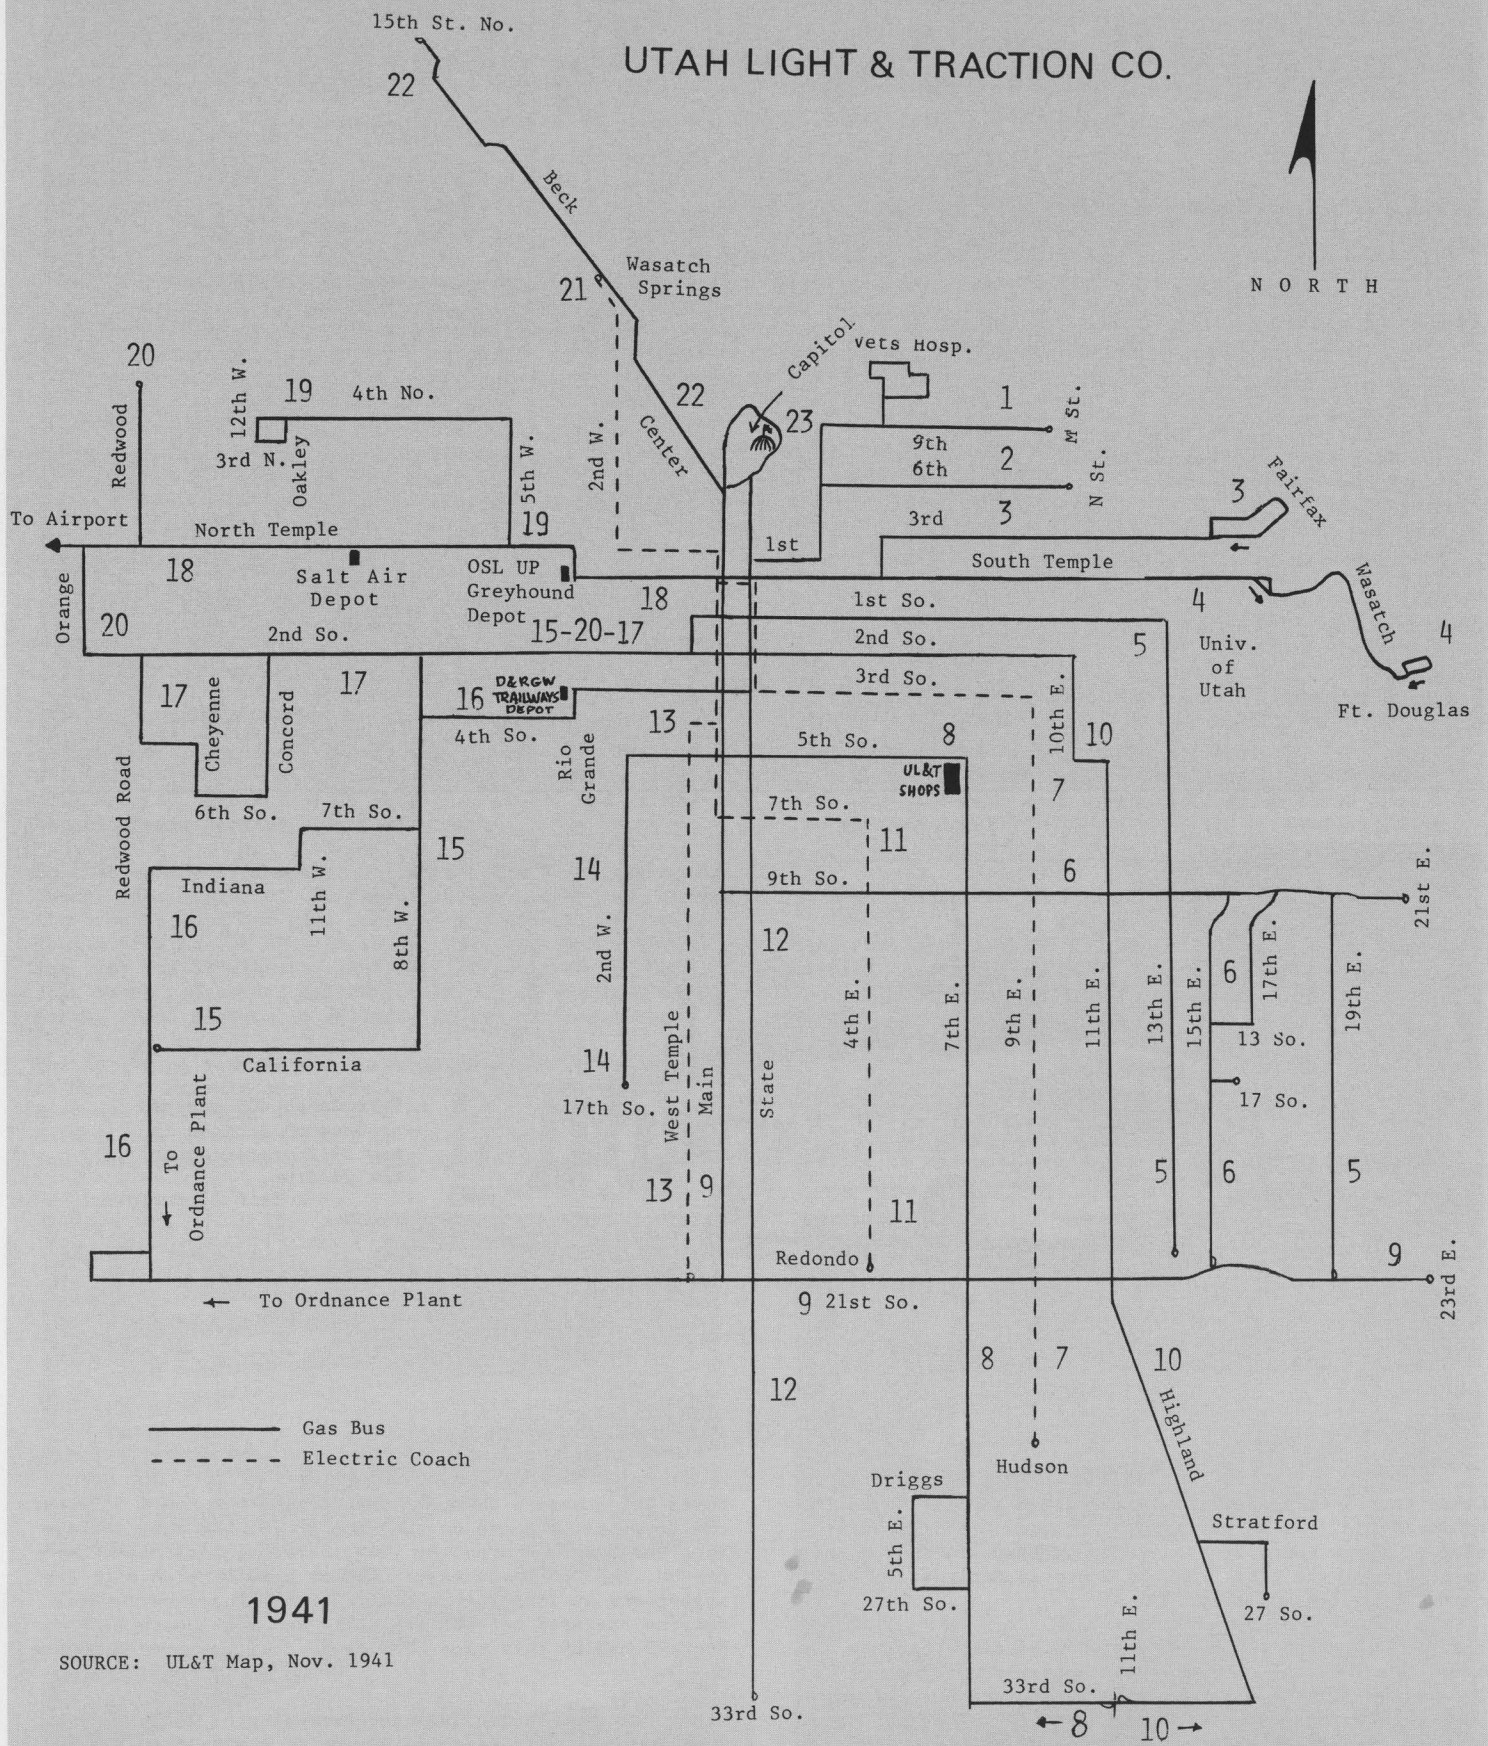 15th St. No.
UTAH LIGHT & TRACTION CO.
22
Beck
Wasatch
Springs
21
NORTH
Capitol
Vets Hosp.
20
12th W.
19
4th No.
22
23
1
M St.
Redwood
3rd N.
Oakley
5th W.
2nd W.
Center
9th
6th
2
N St.
Fairfax
3
To Airport
North Temple
19
3rd
3
1st
South Temple
18
Salt Air
Depot
OSL UP
Greyhound
Depot
18
1st So.
4
Wasatch
Orange
20
2nd So.
15-20-17
2nd So.
5
Univ.
of
Utah
4
17
Cheyenne
Concord
17
16
D&RGW
TRAILWAYS
DEPOT
3rd So.
10th E.
Ft. Douglas
4th So.
13
5th So.
8
10
Rio
Grande
UL&T
SHOPS
7
Redwood Road
6th So.
7th So.
7th So.
15
11
14
6
Indiana
11th W.
9th So.
21st E.
16
8th W.
2nd W.
12
17th E.
6
4th E.
7th E.
9th E.
11th E.
13th E.
15th E.
19th E.
15
13 So.
California
14
17th So.
West Temple
Main
State
17 So.
16
To
Ordnance Plant
13
9
11
5
6
5
Redondo
9
23rd E.
← To Ordnance Plant
9 21st So.
8
7
10
12
Highland
Gas Bus
Electric Coach
Hudson
Driggs
5th E.
Stratford
27th So.
27 So.
1941
11th E.
SOURCE: UL&T Map, Nov. 1941
33rd So.
33rd So.
← 8
10 →